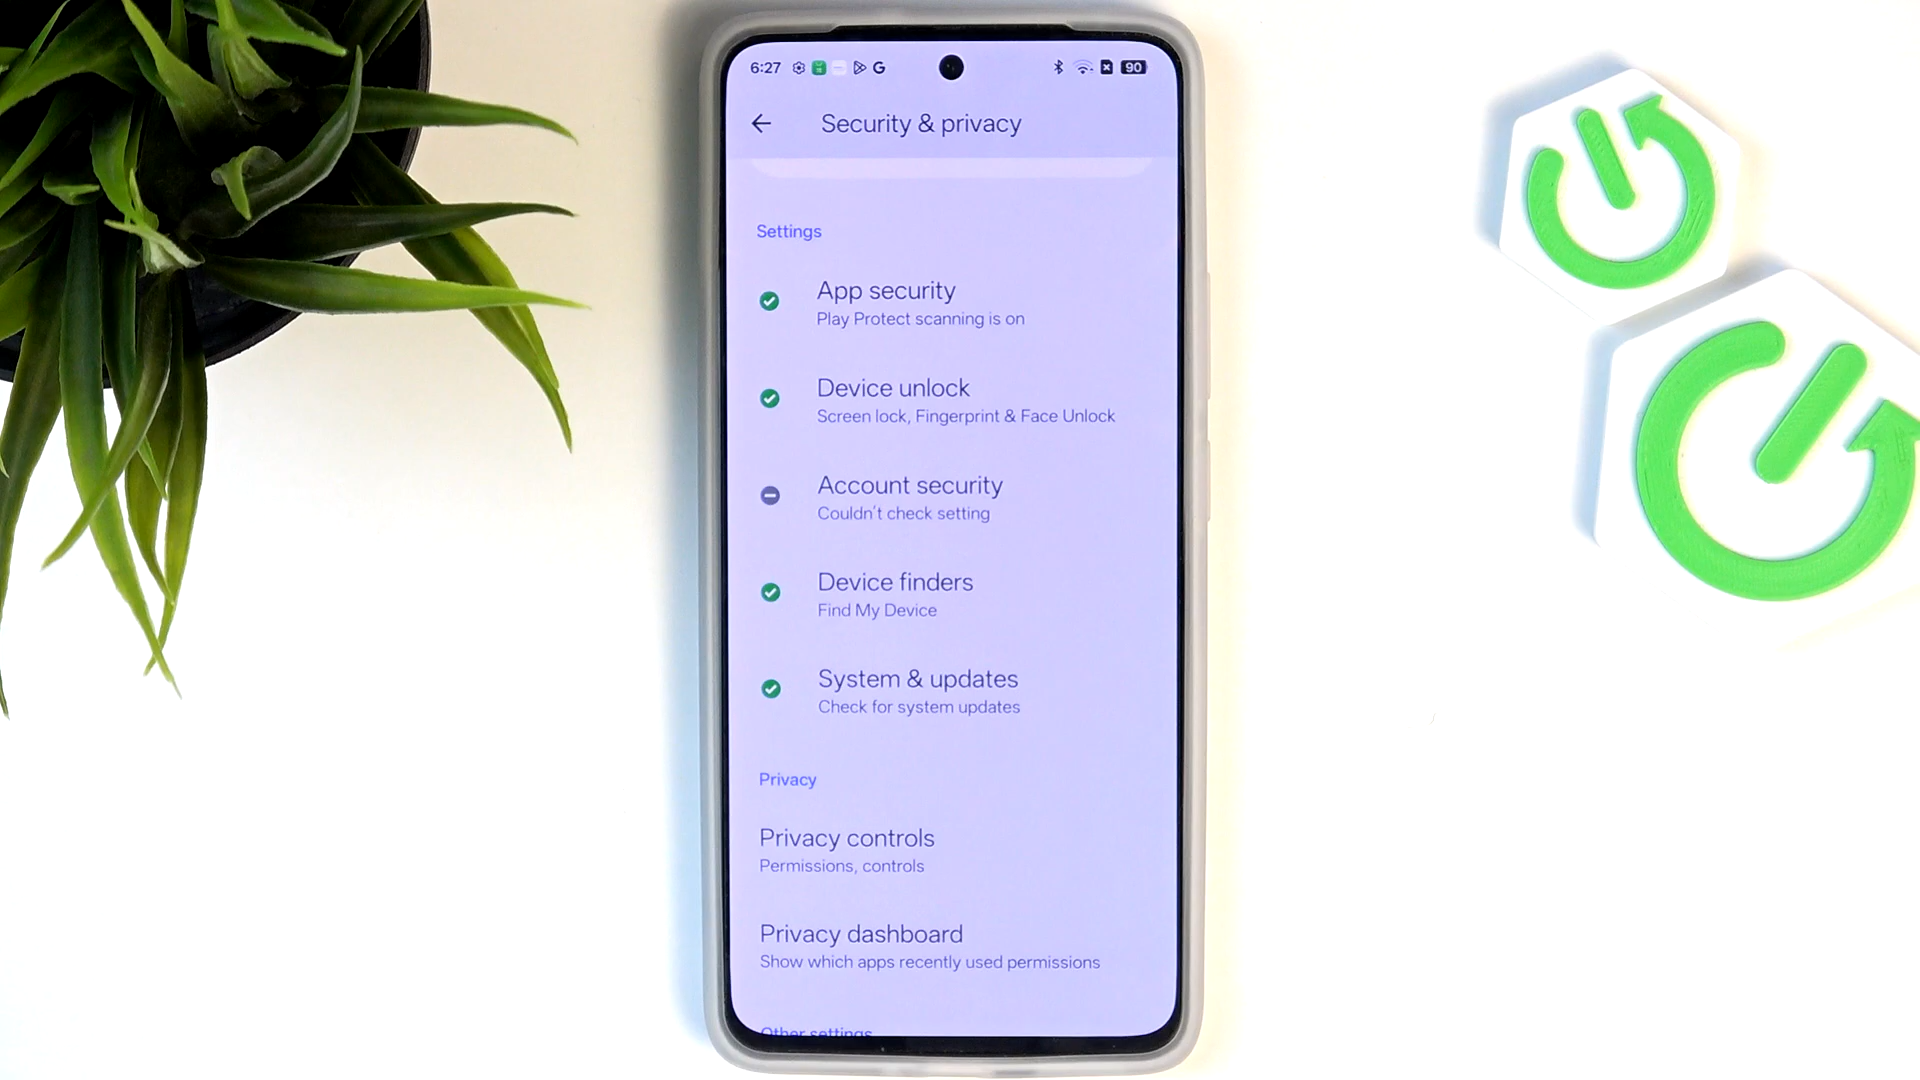 6:27 G 90
Security & privacy
Settings
App security
Play Protect scanning is on
Device unlock
Screen lock, Fingerprint & Face Unlock
Account security
Couldn't check setting
Device finders
Find My Device
System & updates
Check for system updates
Privacy
Privacy controls
Permissions, controls
Privacy dashboard
Show which apps recently used permissions
Other settings